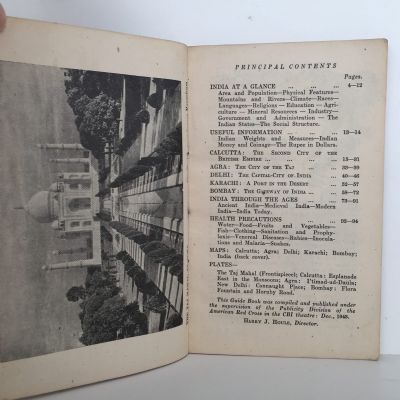 PRINCIPAL CONTENTS
Pages.
INDIA AT A GLANCE ... ... ... 4—12
Area and Population—Physical Features—
Mountains and Rivers—Climate—Races—
Languages—Religions — Education — Agri-
culture — Mineral Resources — Industry—
Government and Administration — The
Indian States—The Social Structure.
USEFUL INFORMATION ... ... ... 13—14
Indian Weights and Measures—Indian
Money and Coinage—The Rupee in Dollars.
CALCUTTA: THE SECOND CITY OF THE
BRITISH EMPIRE ... ... ... 15—31
AGRA: THE CITY OF THE TAJ ... ...
DELHI: THE CAPITAL-CITY OF INDIA ... 40—46
KARACHI: A PORT IN THE DESERT ... 52—57
BOMBAY: THE GATEWAY OF INDIA ... 58—72
INDIA THROUGH THE AGES ... ... 73—91
Ancient India—Medieval India—Modern
India—India Today.
HEALTH PRECAUTIONS ... ... ... 92—94
Water—Food—Fruits and Vegetables—
Fish—Clothing—Sanitation and Prophy-
lexis—Venereal Diseases—Rabies—Inocula-
tions and Malaria—Snakes.
MAPS: Calcutta; Agra; Delhi; Karachi; Bombay;
India (back cover).
PLATES—
The Taj Mahal (Frontispiece); Calcutta: Esplanade
East in the Monsoons; Agra: I'timad-ud-Daula;
New Delhi: Connaught Place; Bombay: Flora
Fountain and Hornby Road.
This Guide Book was compiled and published under
the supervision of the Publicity Division of the
American Red Cross in the CBI theatre: Dec., 1943.
HARRY J. HOULE, Director.